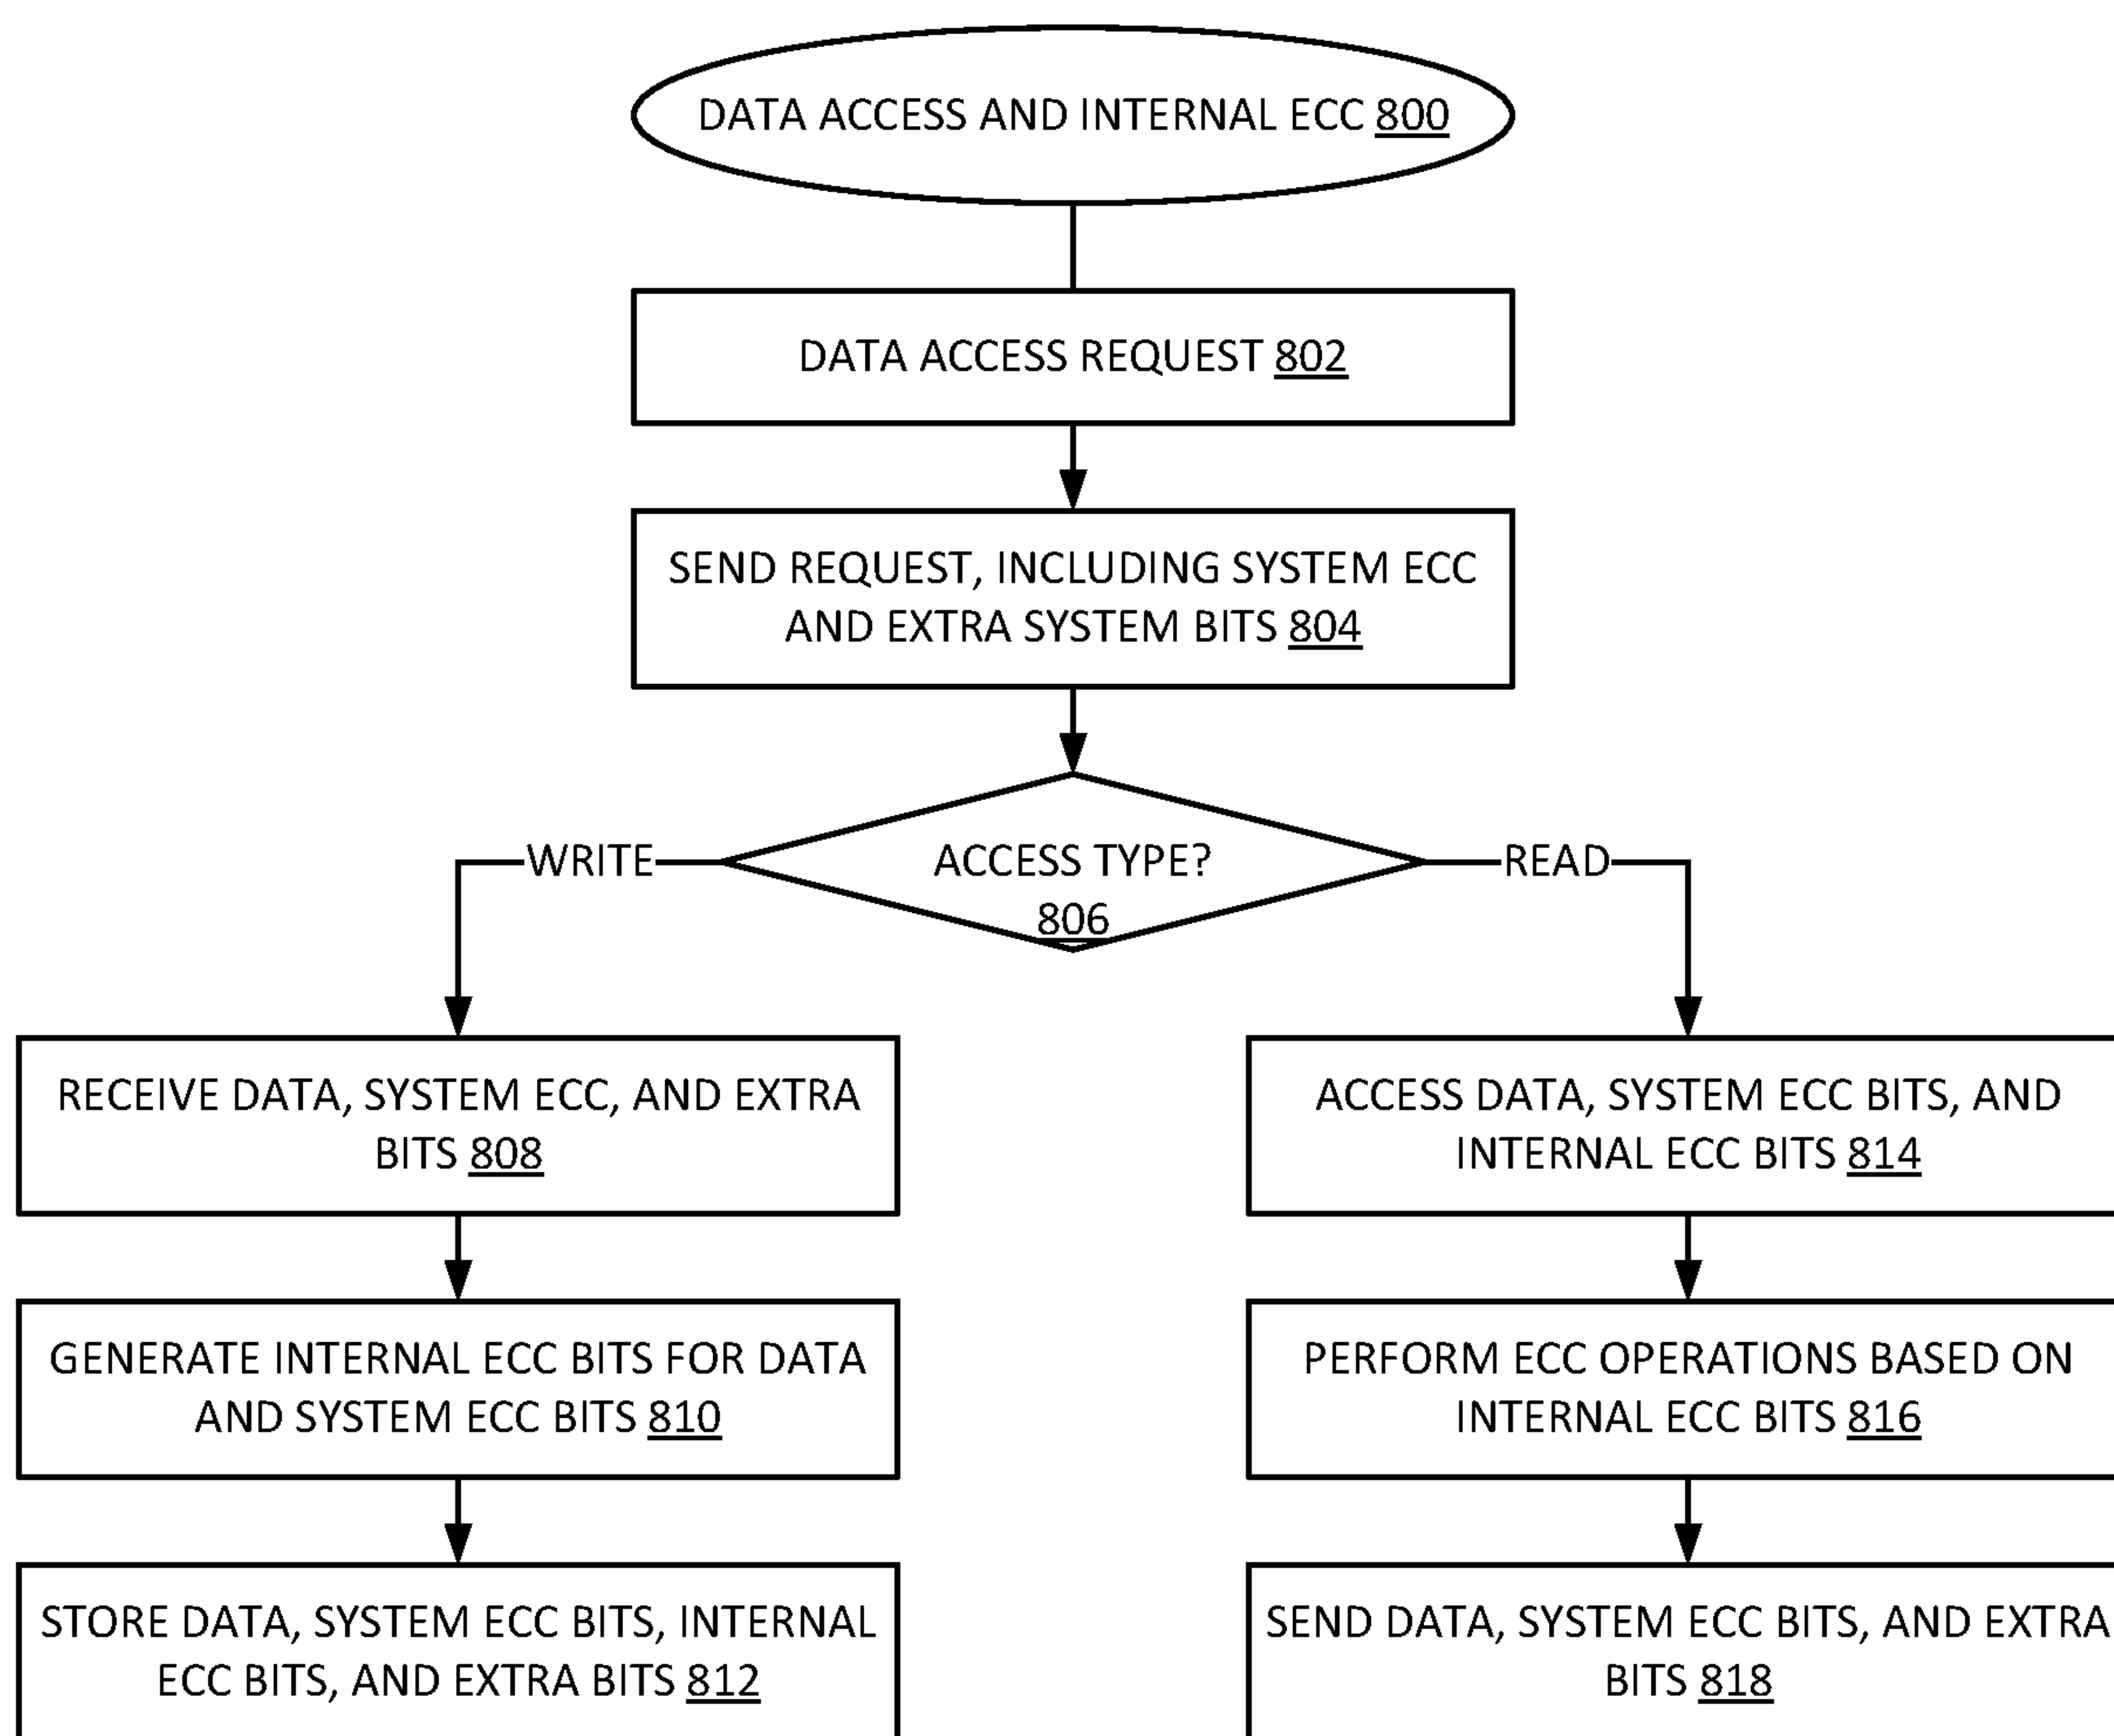 DATA ACCESS AND INTERNAL ECC 800
DATA ACCESS REQUEST 802
SEND REQUEST, INCLUDING SYSTEM ECC
AND EXTRA SYSTEM BITS 804
WRITE
ACCESS TYPE?
806
READ
RECEIVE DATA, SYSTEM ECC, AND EXTRA
BITS 808
GENERATE INTERNAL ECC BITS FOR DATA
AND SYSTEM ECC BITS 810
STORE DATA, SYSTEM ECC BITS, INTERNAL
ECC BITS, AND EXTRA BITS 812
ACCESS DATA, SYSTEM ECC BITS, AND
INTERNAL ECC BITS 814
PERFORM ECC OPERATIONS BASED ON
INTERNAL ECC BITS 816
SEND DATA, SYSTEM ECC BITS, AND EXTRA
BITS 818